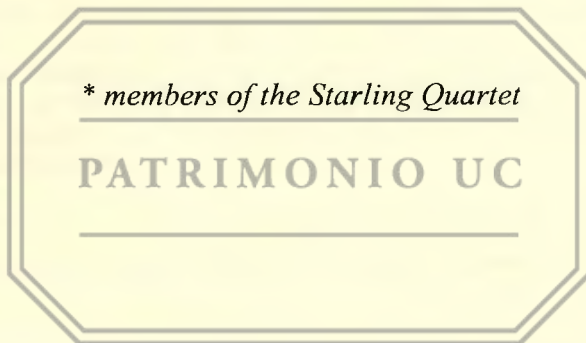 * members of the Starling Quartet
PATRIMONIO UC